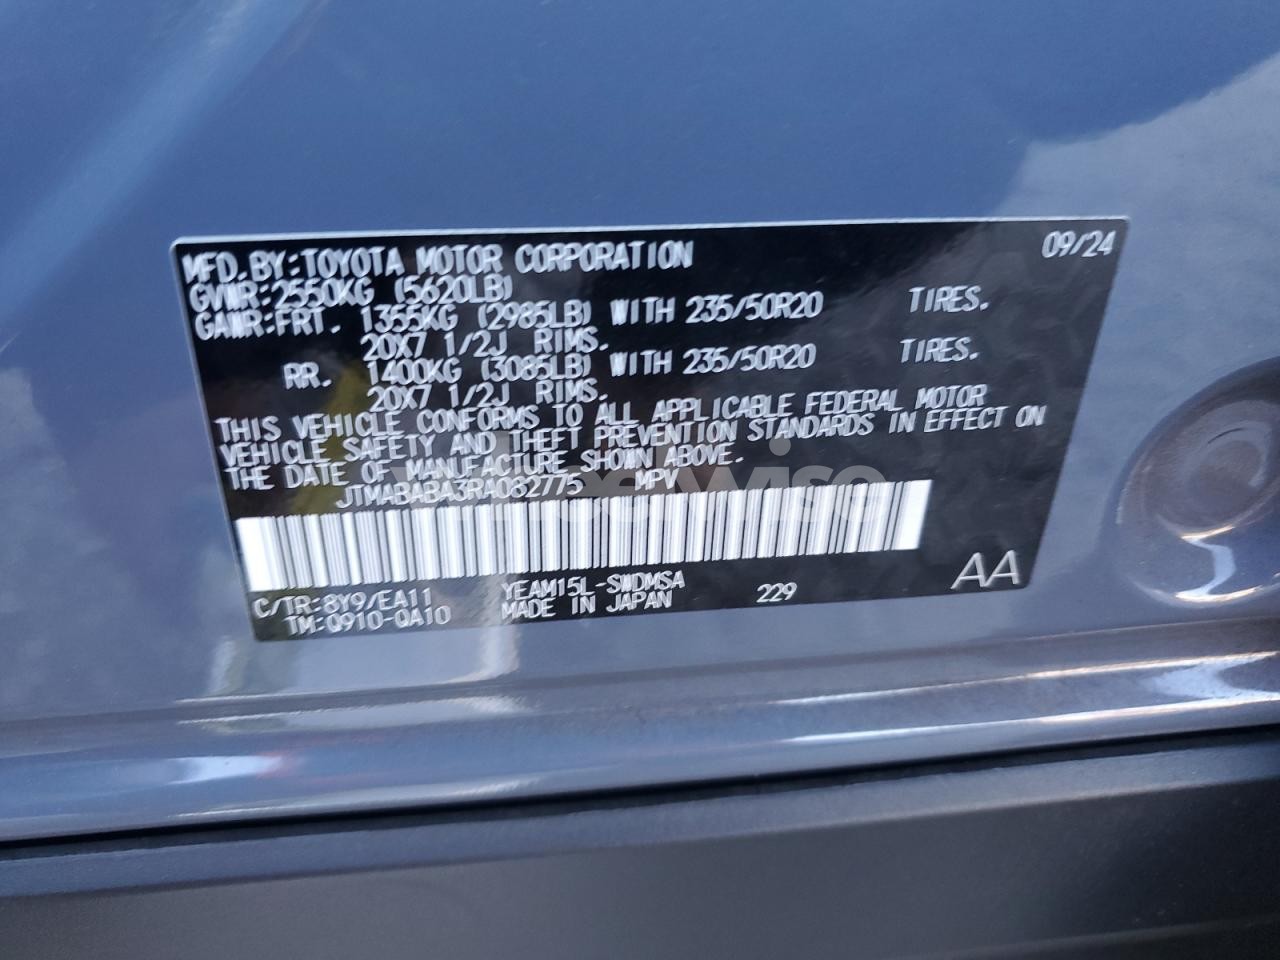 MFD.BY:TOYOTA MOTOR CORPORATION 09/24
GVWR:2550KG (5620LB)
GAWR:FRT. 1355KG (2985LB) WITH 235/50R20 TIRES.
20X7 1/2J RIMS.
RR. 1400KG (3085LB) WITH 235/50R20 TIRES.
20X7 1/2J RIMS.
THIS VEHICLE CONFORMS TO ALL APPLICABLE FEDERAL MOTOR
VEHICLE SAFETY AND THEFT PREVENTION STANDARDS IN EFFECT ON
THE DATE OF MANUFACTURE SHOWN ABOVE.
JTMABABA3RA082775 MPV
C/TR:8Y9/EA11 YEAM15L-SWDMSA 229 AA
TM:Q910-QA10 MADE IN JAPAN